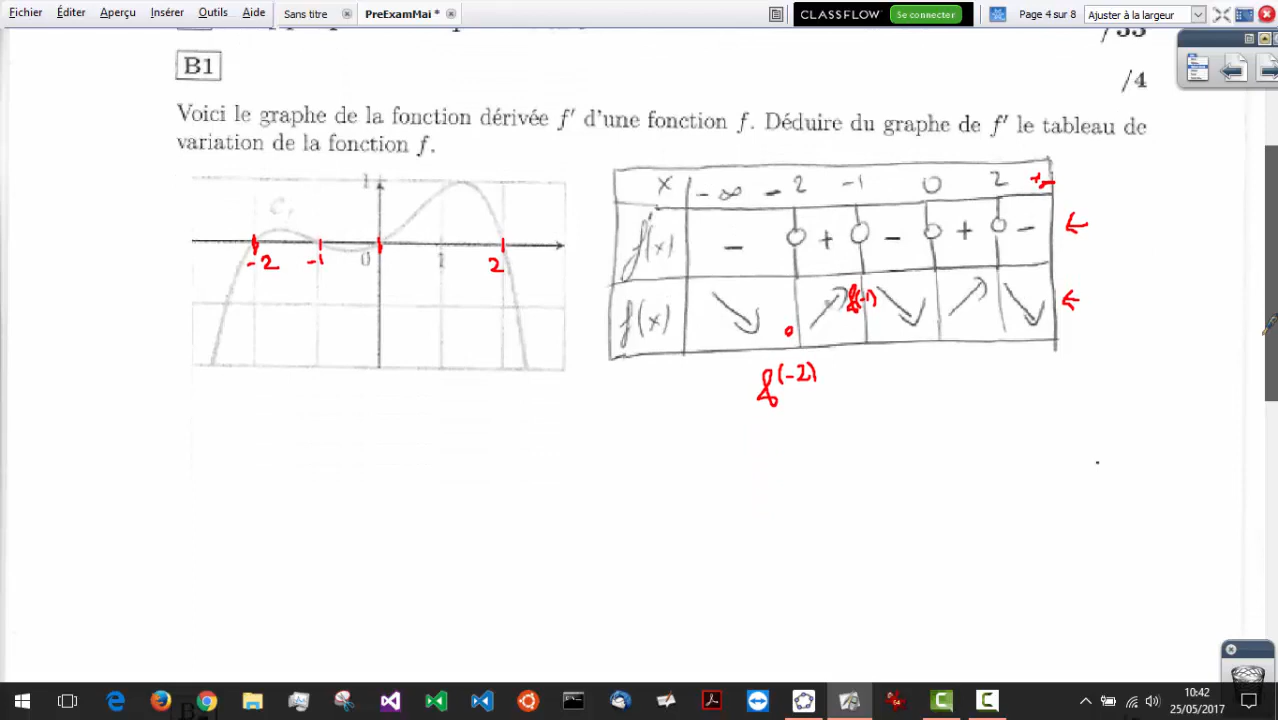 Fichier Éditer Aperçu Insérer Outils Aide Sans titre PreExamMai * CLASSFLOW Se connecter Page 4 sur 8 Ajuster à la largeur
B1
/4
Voici le graphe de la fonction dérivée f' d'une fonction f. Déduire du graphe de f' le tableau de
variation de la fonction f.
1
-2 -1 0 1 2
x -∞ -2 -1 0 2 +∞
f'(x) - 0 + 0 - 0 + 0 - ←
f(x) ↘ ↗ f(-1) ↘ ↗ ↘ ←
f(-2)
64
10:42
25/05/2017